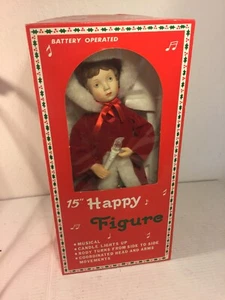 BATTERY OPERATED
15" Happy
Figure
• MUSICAL
• CANDLE LIGHTS UP
• BODY TURNS FROM SIDE TO SIDE
• COORDINATED HEAD AND ARMS
MOVEMENTS